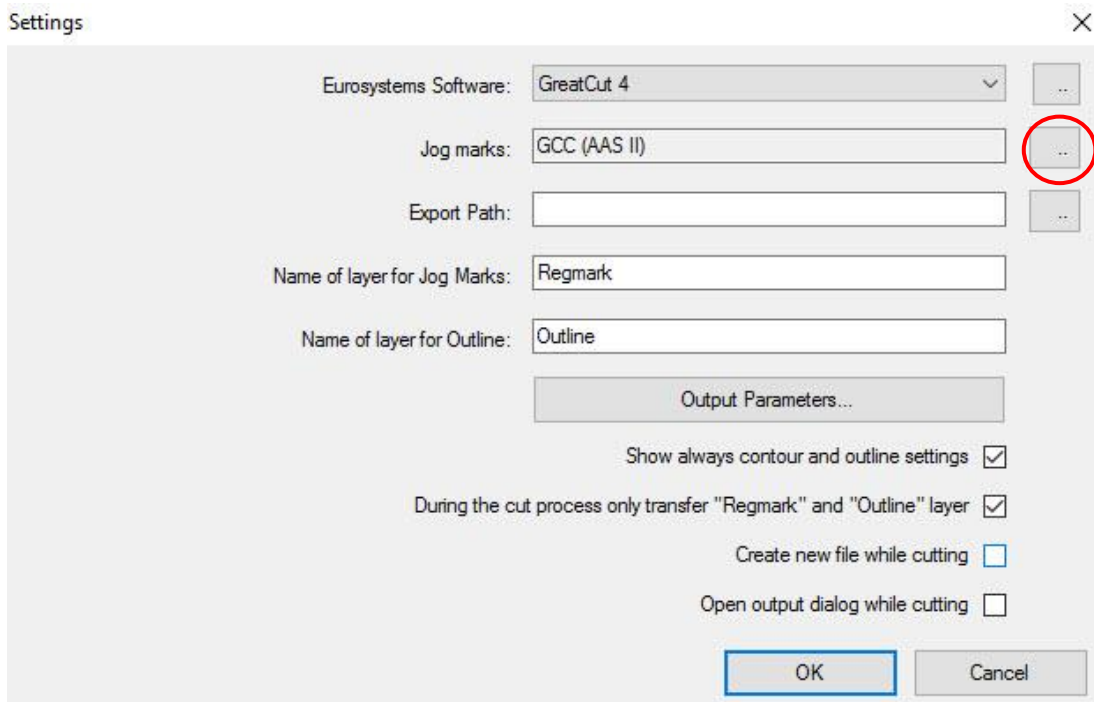 Settings
Eurosystems Software: GreatCut 4 ..
Jog marks: GCC (AAS II) ..
Export Path: ..
Name of layer for Jog Marks: Regmark
Name of layer for Outline: Outline
Output Parameters...
Show always contour and outline settings
During the cut process only transfer "Regmark" and "Outline" layer
Create new file while cutting
Open output dialog while cutting
OK Cancel